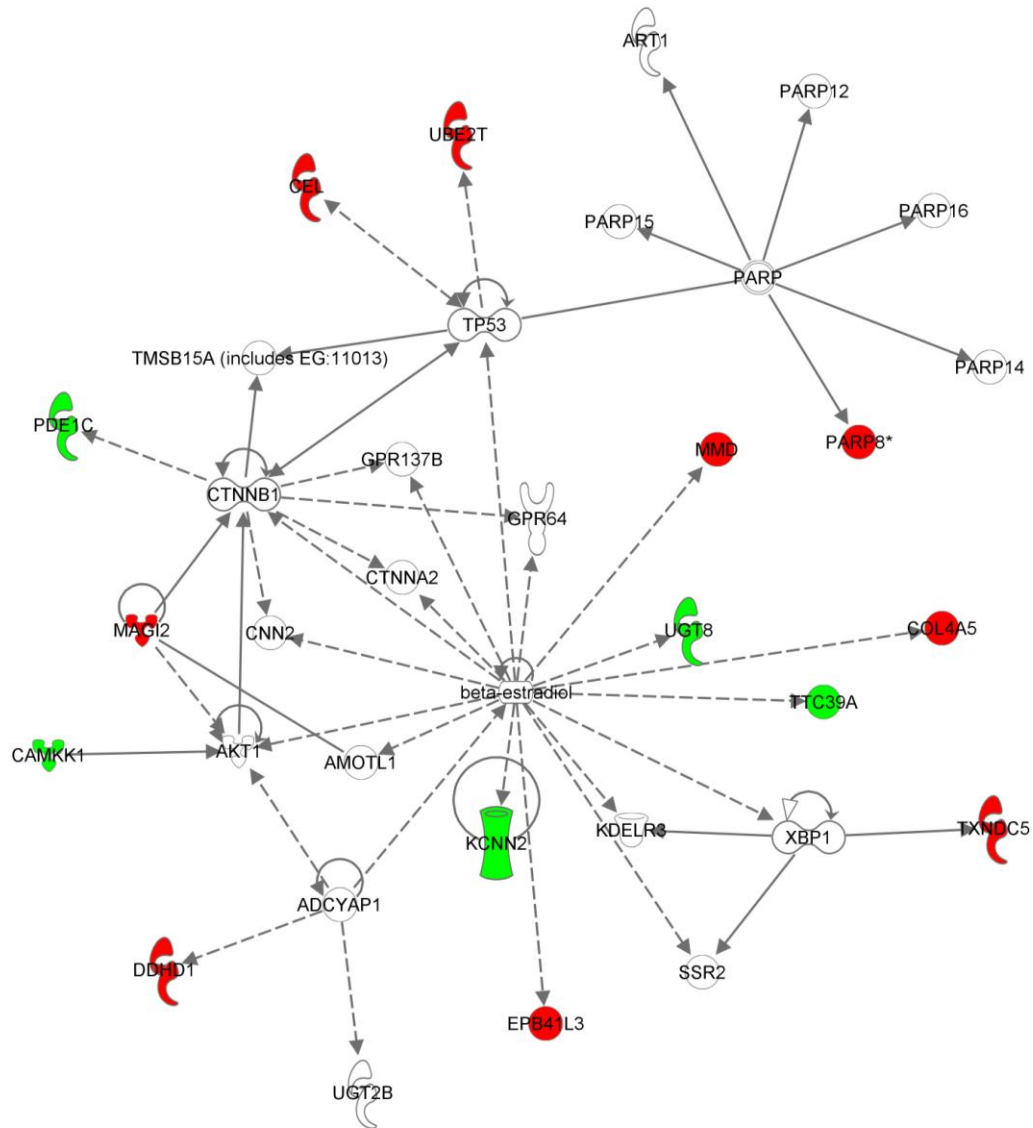 ART1
PARP12
UBE2T
CEL
PARP15
PARP16
PARP
TP53
TMSB15A (includes EG:11013)
PARP14
PDE1C
PARP8*
MMD
GPR137B
CTNNB1
GPR64
CTNNA2
MAGI2
CNN2
UGT8
COL4A5
beta-estradiol
TTC39A
CAMKK1
AKT1
AMOTL1
KDELR3
XBP1
TXNDC5
KCNN2
ADCYAP1
DDHD1
SSR2
EPB41L3
UGT2B